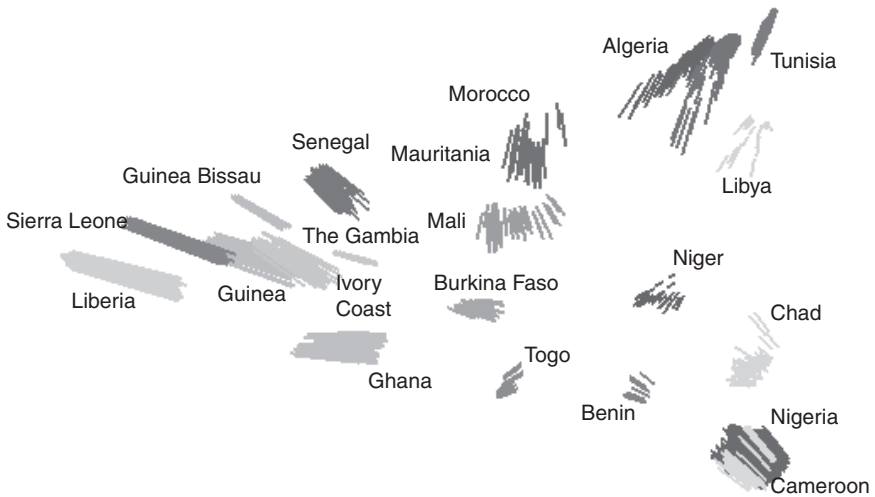 Algeria
Tunisia
Morocco
Senegal
Mauritania
Guinea Bissau
Libya
Sierra Leone
Mali
The Gambia
Niger
Ivory
Coast
Burkina Faso
Guinea
Liberia
Chad
Togo
Ghana
Benin
Nigeria
Cameroon